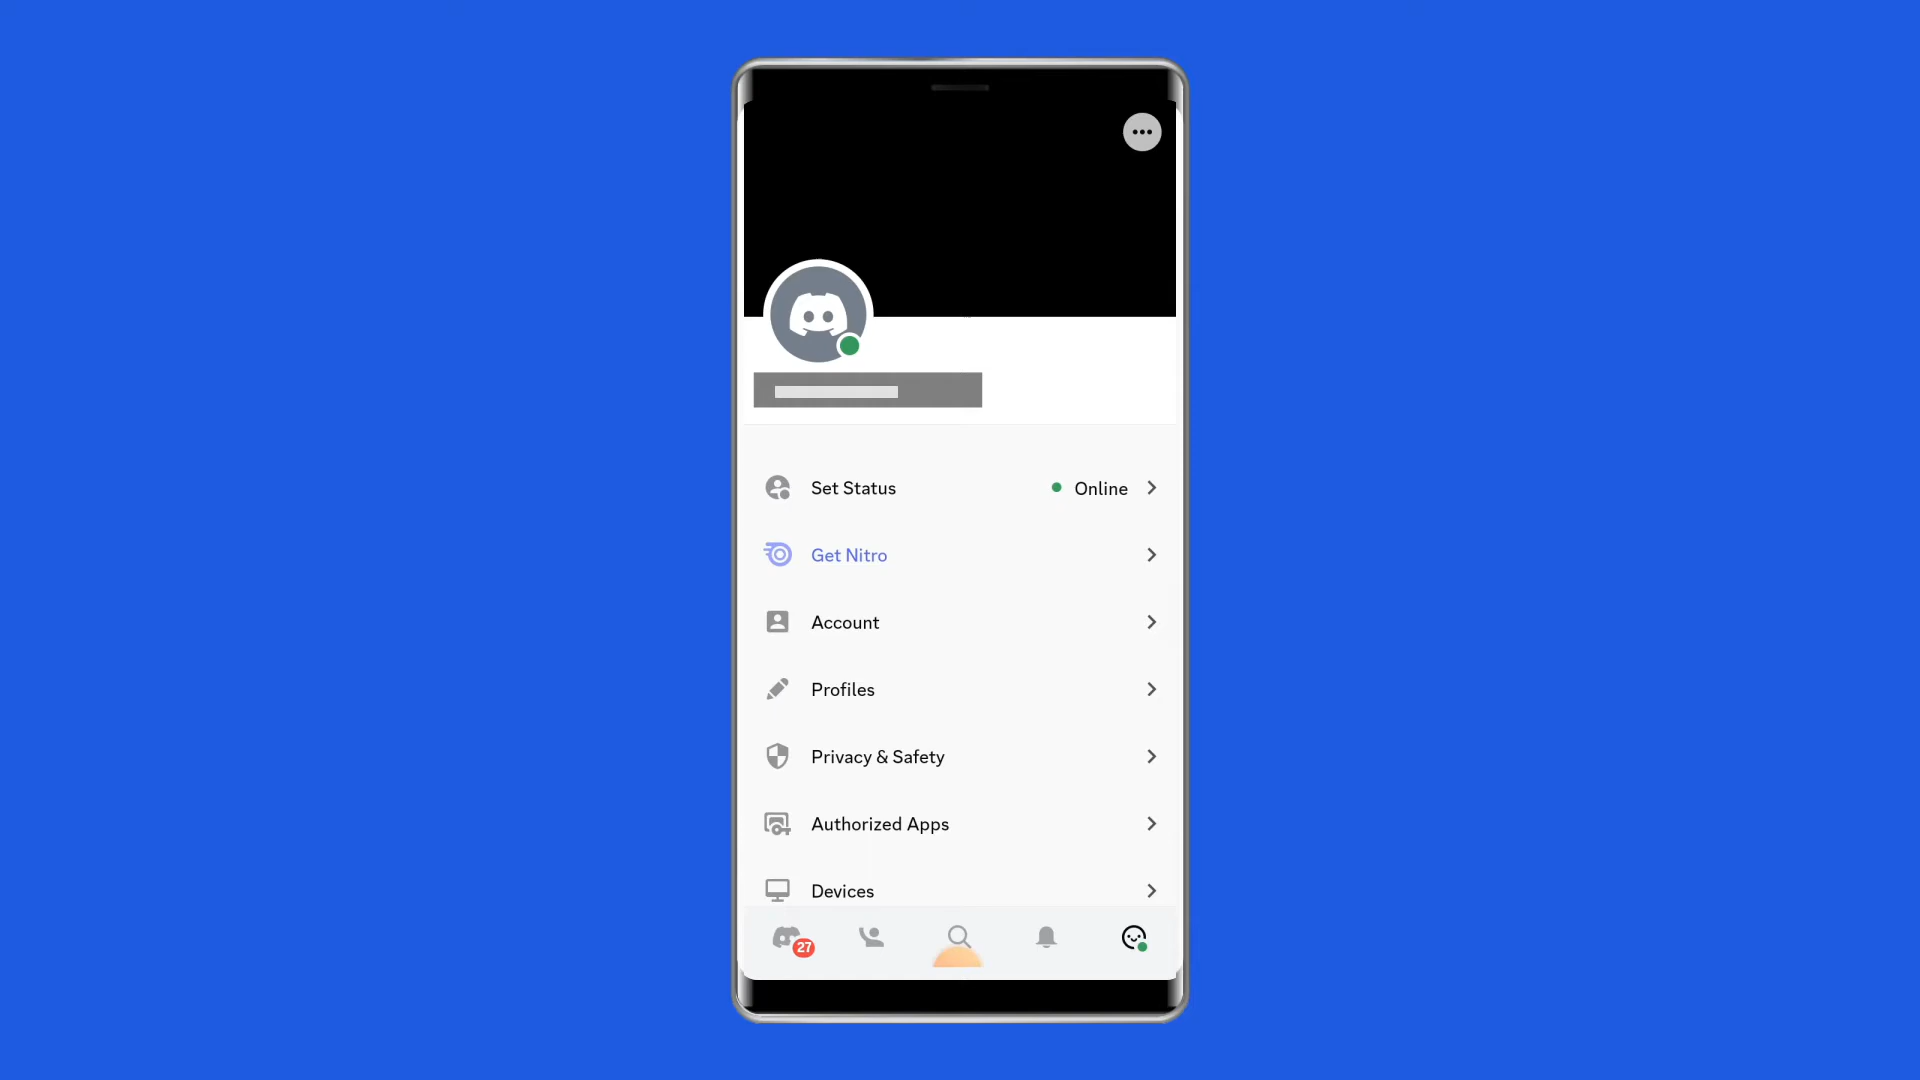 Set Status
Online
Get Nitro
Account
Profiles
Privacy & Safety
Authorized Apps
Devices
27